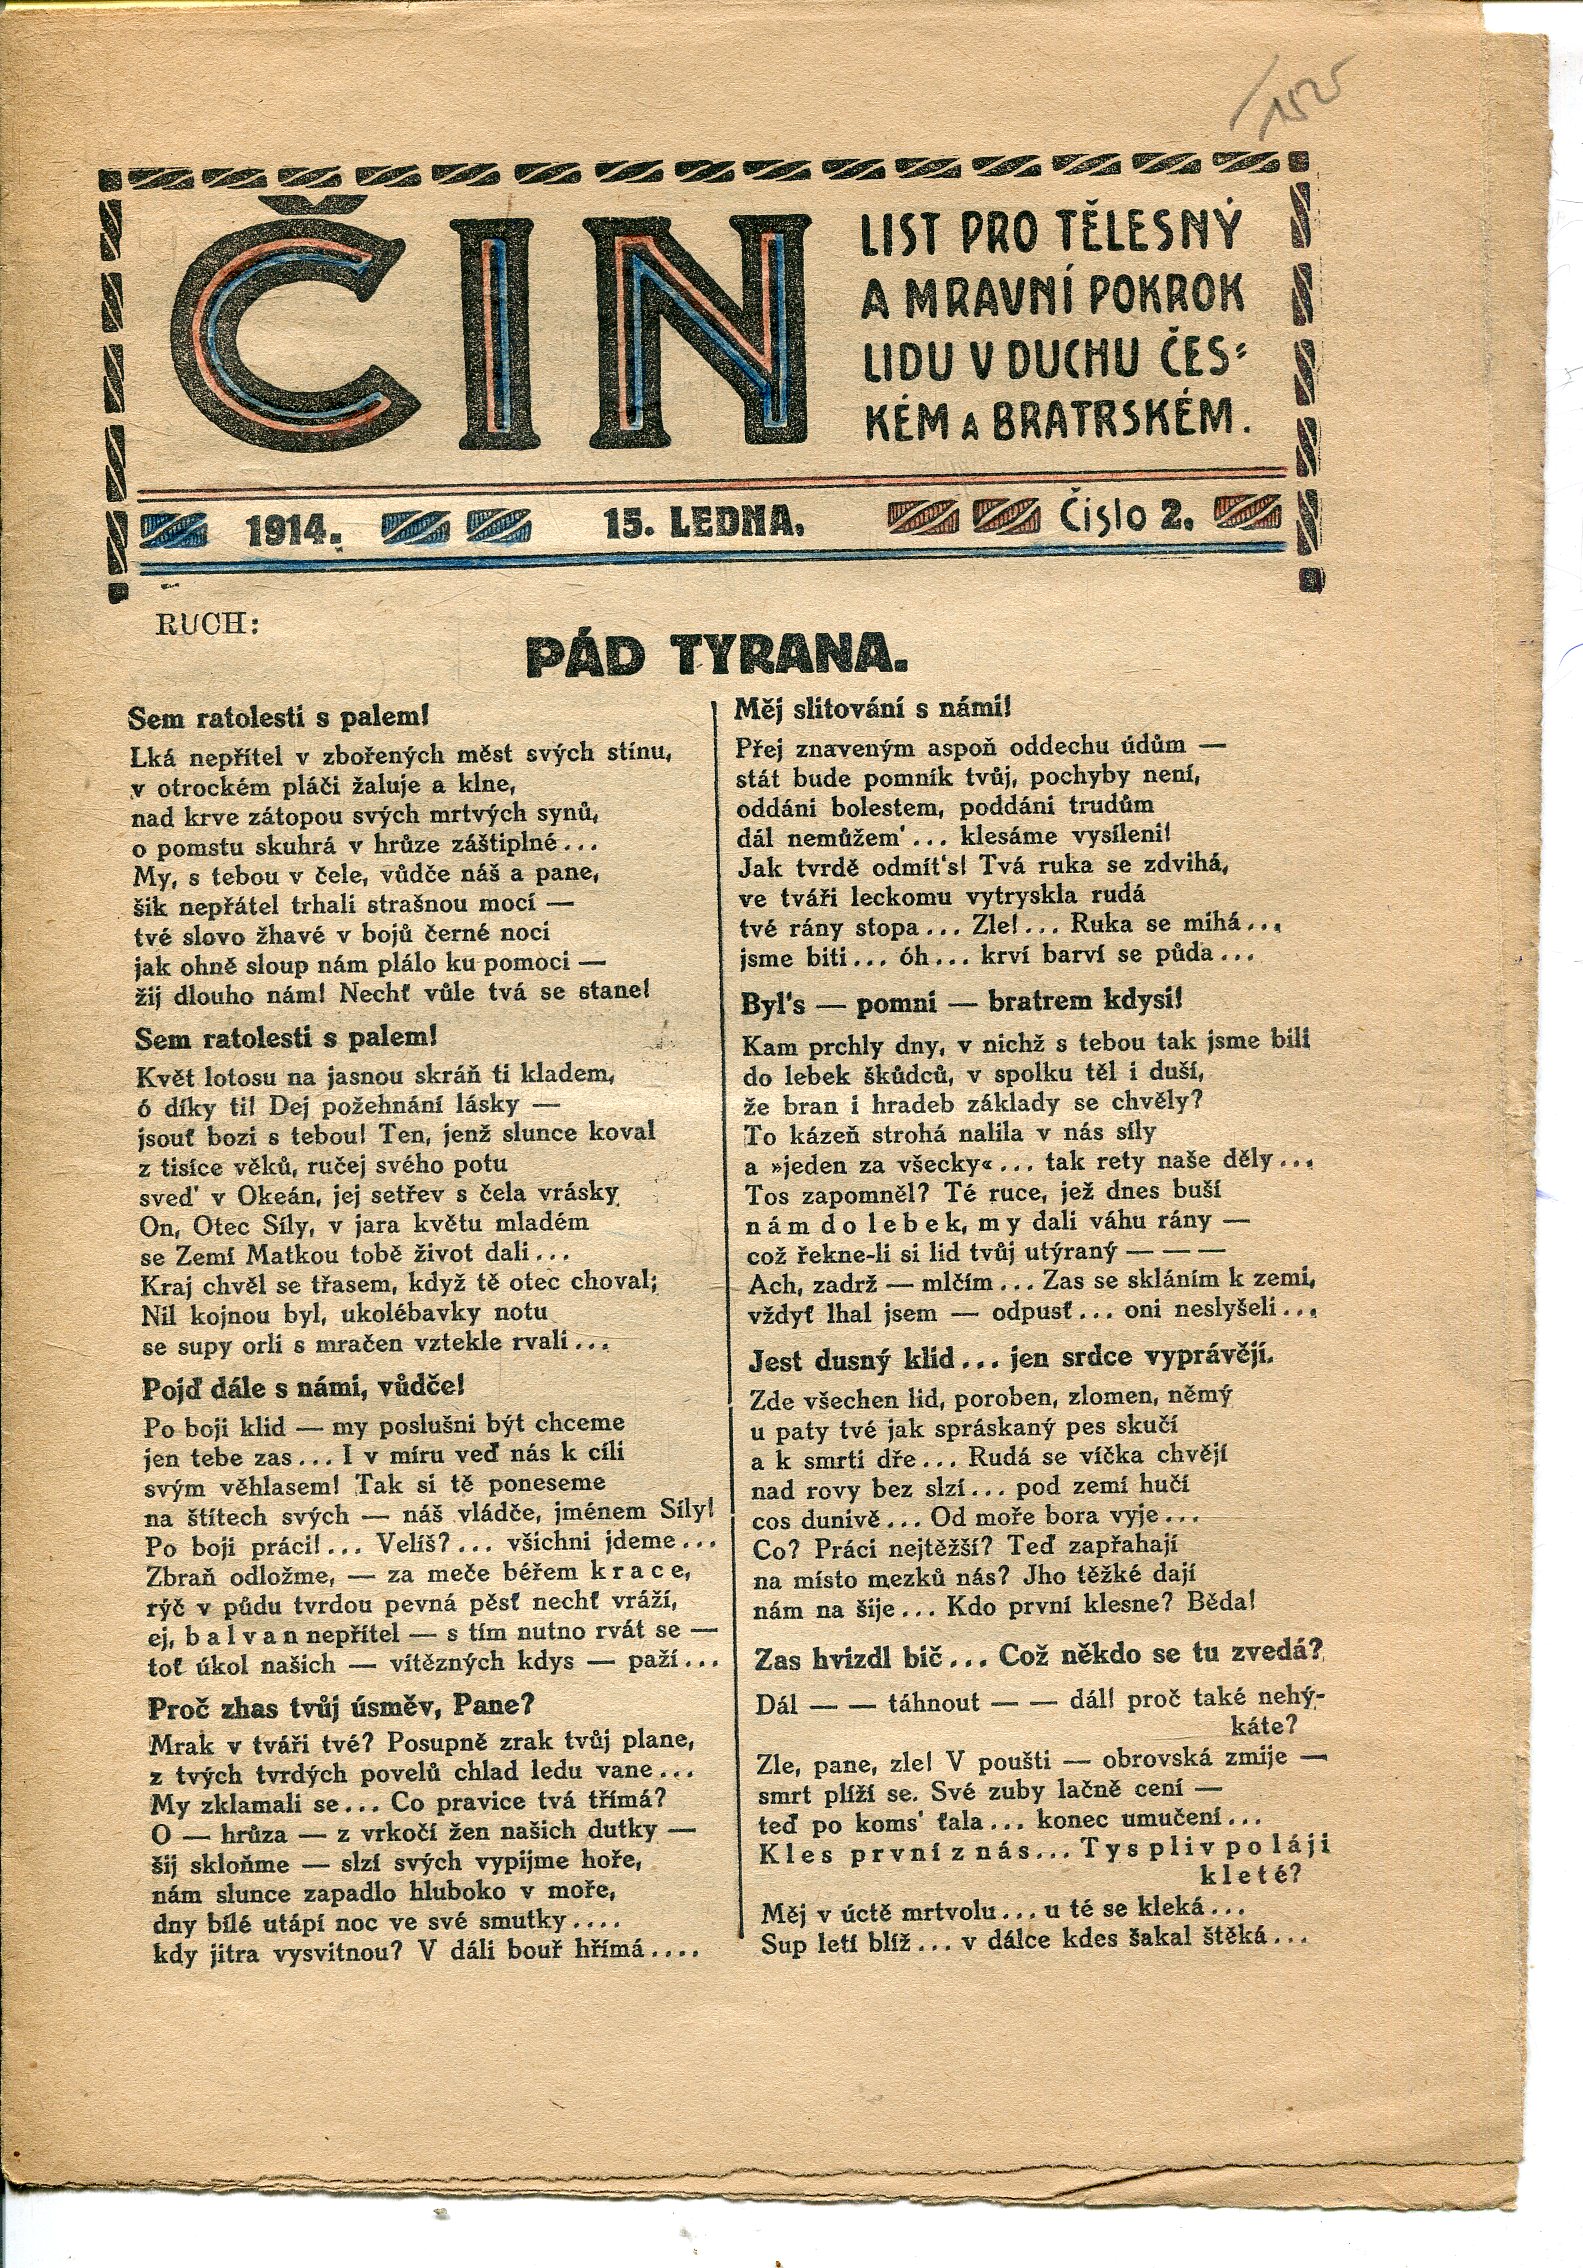 1525
ČIN
LIST PRO TĚLESNÝ
A MRAVNÍ POKROK
LIDU V DUCHU ČES-
KÉM A BRATRSKÉM.
1914. 15. LEDNA. Číslo 2.
RUCH:
PÁD TYRANA.
Sem ratolesti s palem!
Lká nepřítel v zbořených měst svých stínu,
v otrockém pláči žaluje a klne,
nad krve zátopou svých mrtvých synů,
o pomstu skuhrá v hrůze záštiplné...
My, s tebou v čele, vůdče náš a pane,
šik nepřátel trhali strašnou mocí —
tvé slovo žhavé v bojů černé noci
jak ohně sloup nám plálo ku pomoci —
žij dlouho nám! Nechť vůle tvá se stane!
Sem ratolesti s palem!
Květ lotosu na jasnou skráň ti kladem,
ó díky ti! Dej požehnání lásky —
jsouť bozi s tebou! Ten, jenž slunce koval
z tisíce věků, ručej svého potu
sveď v Okeán, jej setřev s čela vrásky
On, Otec Síly, v jara květu mladém
se Zemí Matkou tobě život dali...
Kraj chvěl se třasem, když tě otec choval;
Nil kojnou byl, ukolébavky notu
se supy orli s mračen vztekle rvali...
Pojď dále s námi, vůdče!
Po boji klid — my poslušni být chceme
jen tebe zas... I v míru veď nás k cíli
svým věhlasem! Tak si tě poneseme
na štítech svých — náš vládče, jménem Síly!
Po boji práci!... Velíš?... všichni jdeme...
Zbraň odložme, — za meče béřem krace,
rýč v půdu tvrdou pevná pěsť nechť vráží,
ej, balvan nepřítel — s tím nutno rvát se —
toť úkol našich — vítězných kdys — paží...
Proč zhas tvůj úsměv, Pane?
Mrak v tváři tvé? Posupně zrak tvůj plane,
z tvých tvrdých povelů chlad ledu vane...
My zklamali se... Co pravice tvá třímá?
O — hrůza — z vrkočí žen našich dutky —
šij skloňme — slzí svých vypijme hoře,
nám slunce zapadlo hluboko v moře,
dny bílé utápí noc ve své smutky....
kdy jitra vysvitnou? V dáli bouř hřímá....
Měj slitování s námi!
Přej znaveným aspoň oddechu údům —
stát bude pomník tvůj, pochyby není,
oddáni bolestem, poddáni trudům
dál nemůžem'... klesáme vysíleni!
Jak tvrdě odmít's! Tvá ruka se zdvihá,
ve tváři leckomu vytryskla rudá
tvé rány stopa... Zle!... Ruka se mihá...
jsme biti... óh... krví barví se půda...
Byl's — pomni — bratrem kdysi!
Kam prchly dny, v nichž s tebou tak jsme bili
do lebek škůdců, v spolku těl i duší,
že bran i hradeb základy se chvěly?
To kázeň strohá nalila v nás síly
a »jeden za všecky«... tak rety naše děly...
Tos zapomněl? Té ruce, jež dnes buší
nám do lebek, my dali váhu rány —
což řekne-li si lid tvůj utýraný — — —
Ach, zadrž — mlčím... Zas se skláním k zemi,
vždyť lhal jsem — odpusť... oni neslyšeli...
Jest dusný klid... jen srdce vyprávějí.
Zde všechen lid, poroben, zlomen, němý
u paty tvé jak spráskaný pes skučí
a k smrti dře... Rudá se víčka chvějí
nad rovy bez slzí... pod zemí hučí
cos dunivě... Od moře bora vyje...
Co? Práci nejtěžší? Teď zapřahají
na místo mezků nás? Jho těžké dají
nám na šije... Kdo první klesne? Běda!
Zas hvizdl bič... Což někdo se tu zvedá?
Dál — — táhnout — — dál! proč také nehý-
káte?
Zle, pane, zle! V poušti — obrovská zmije —
smrt plíží se. Své zuby lačně cení —
teď po koms' ťala... konec umučení...
Kles první z nás... Ty s pliv po láji
kleté?
Měj v úctě mrtvolu... u té se kleká...
Sup letí blíž... v dálce kdes šakal štěká...